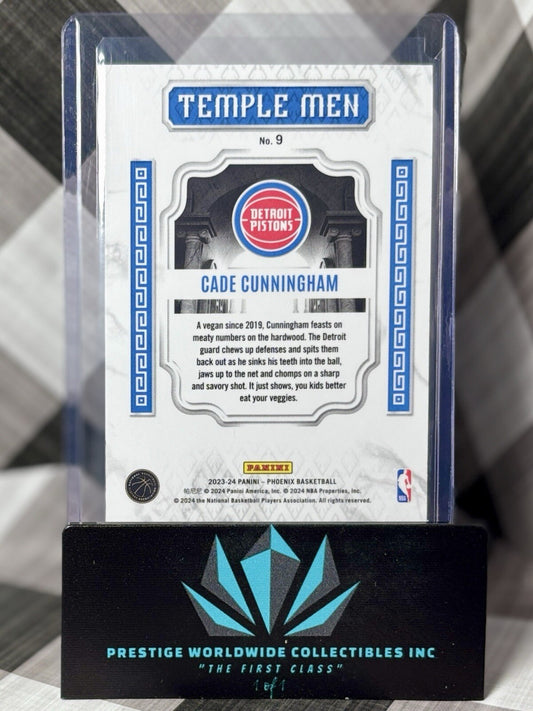 TEMPLE MEN
No. 9
DETROIT
PISTONS
CADE CUNNINGHAM
A vegan since 2019, Cunningham feasts on
meaty numbers on the hardwood. The Detroit
guard chews up defenses and spits them
back out as he sinks his teeth into the ball,
jaws up to the net and chomps on a sharp
and savory shot. It just shows, you kids better
eat your veggies.
PANINI
2023-24 PANINI – PHOENIX BASKETBALL
帕尼尼 © 2024 Panini America, Inc. © 2024 NBA Properties, Inc.
© 2024 the National Basketball Players Association. All rights reserved.
NBA
PRESTIGE WORLDWIDE COLLECTIBLES INC
"THE FIRST CLASS"
1 of 1